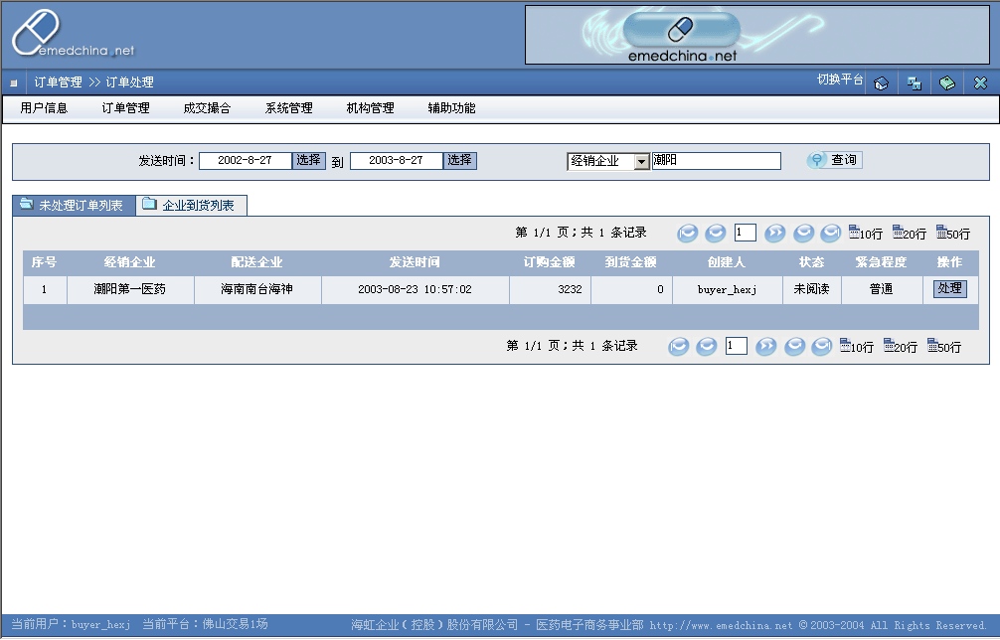 emedchina.net
emedchina.net
订单管理 >> 订单处理
切换平台
用户信息 订单管理 成交撮合 系统管理 机构管理 辅助功能
发送时间： 2002-8-27 选择 到 2003-8-27 选择 经销企业 潮阳 查询
未处理订单列表 企业到货列表
第 1/1 页；共 1 条记录 1 10行 20行 50行
序号 经销企业 配送企业 发送时间 订购金额 到货金额 创建人 状态 紧急程度 操作
1 潮阳第一医药 海南南台海神 2003-08-23 10:57:02 3232 0 buyer_hexj 未阅读 普通 处理
第 1/1 页；共 1 条记录 1 10行 20行 50行
当前用户：buyer_hexj 当前平台：佛山交易1场 海虹企业（控股）股份有限公司 - 医药电子商务事业部 http://www.emedchina.net ©2003-2004 All Rights Reserved.